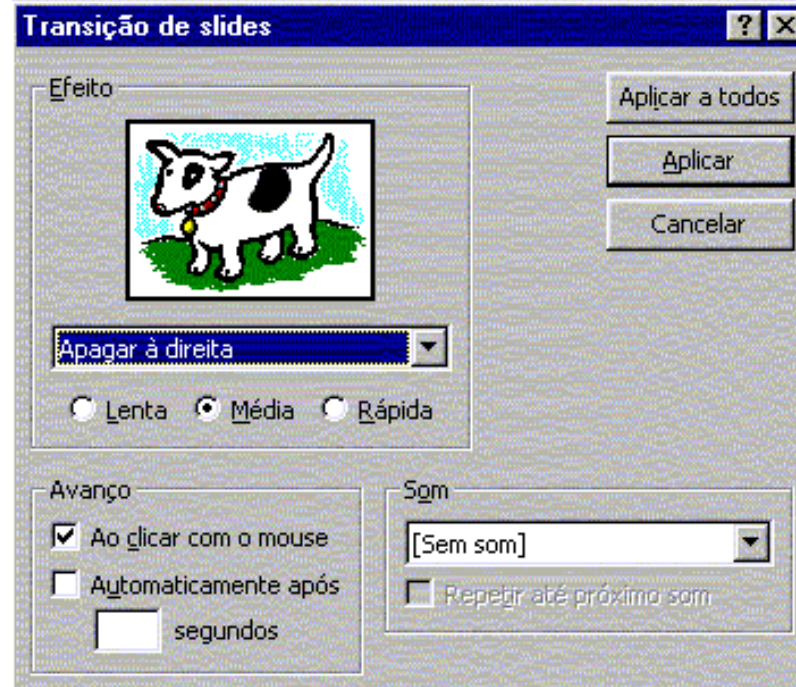 Transição de slides
Efeito
Apagar à direita
Lenta Média Rápida
Aplicar a todos
Aplicar
Cancelar
Avanço
Ao clicar com o mouse
Automaticamente após
segundos
Som
[Sem som]
Repetir até próximo som